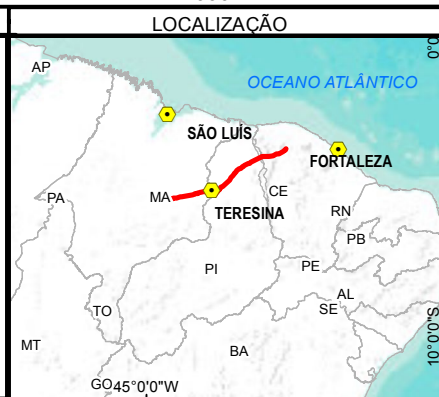 LOCALIZAÇÃO
0°0
AP
OCEANO ATLÂNTICO
SÃO LUÍS
FORTALEZA
PA
MA
CE
TERESINA
RN
PB
PI
PE
AL
SE
TO
MT
BA
10°0'0"S
GO
45°0'0"W